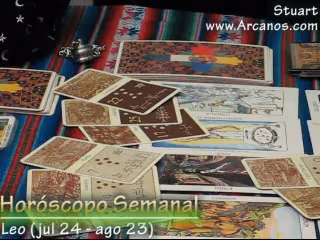 Stuart
www.Arcanos.com
Horóscopo Semanal
Leo (jul 24 - ago 23)